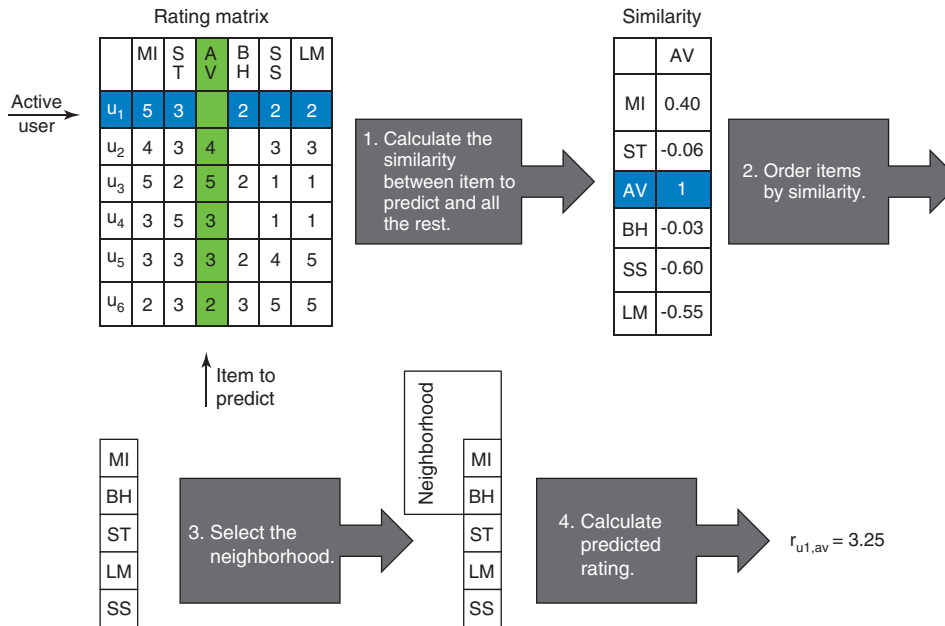 Rating matrix
MI S T A V B H S S LM
Active user
u1 5 3 2 2 2
u2 4 3 4 3 3
u3 5 2 5 2 1 1
u4 3 5 3 1 1
u5 3 3 3 2 4 5
u6 2 3 2 3 5 5
Item to
predict
1. Calculate the
similarity
between item to
predict and all
the rest.
Similarity
AV
MI 0.40
ST -0.06
AV 1
BH -0.03
SS -0.60
LM -0.55
2. Order items
by similarity.
MI
BH
ST
LM
SS
3. Select the
neighborhood.
Neighborhood
MI
BH
ST
LM
SS
4. Calculate
predicted
rating.
ru1,av = 3.25